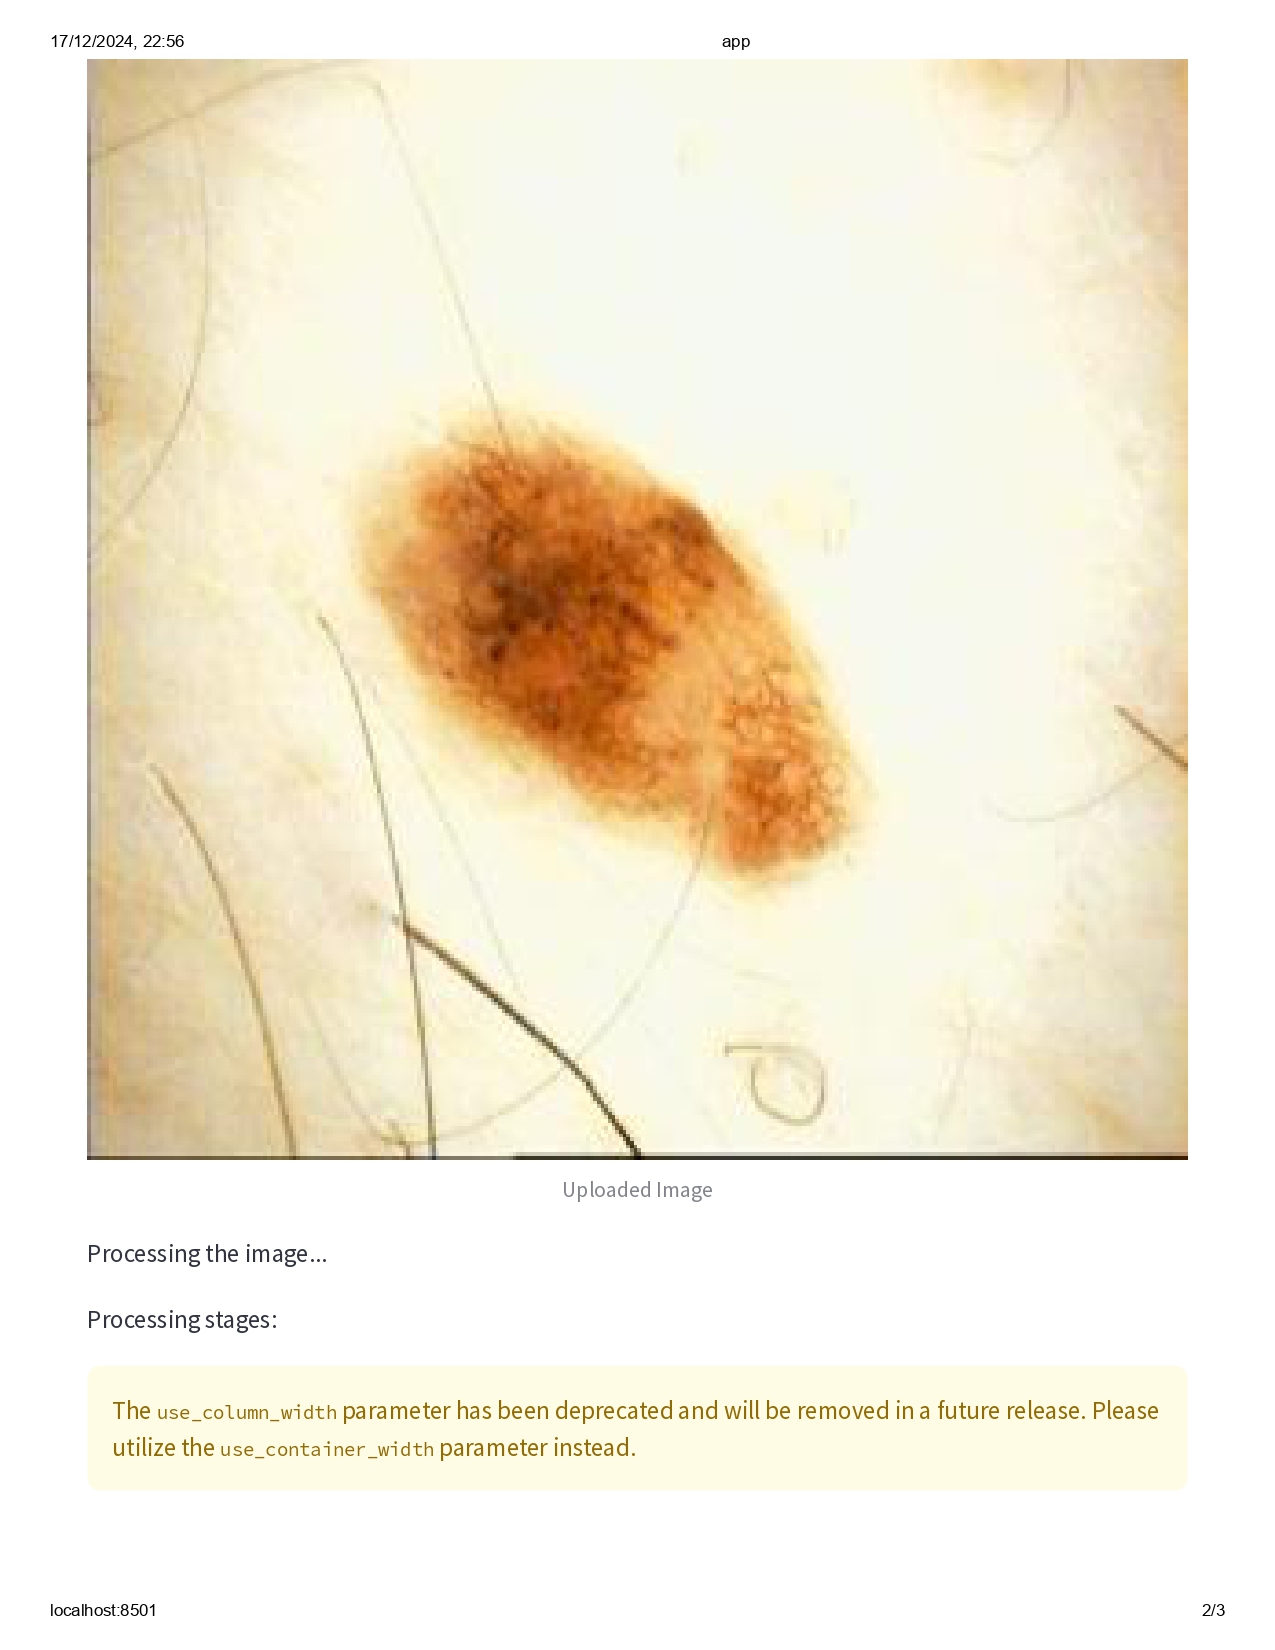 17/12/2024, 22:56 app
Uploaded Image
Processing the image...
Processing stages:
The use_column_width parameter has been deprecated and will be removed in a future release. Please
utilize the use_container_width parameter instead.
localhost:8501 2/3